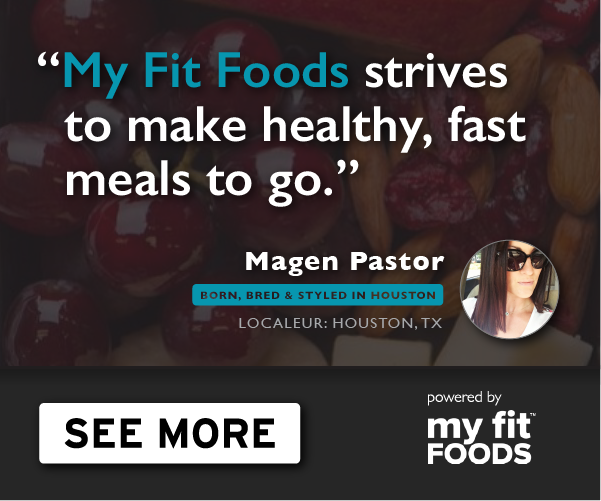 “My Fit Foods strives
to make healthy, fast
meals to go.”
Magen Pastor
BORN, BRED & STYLED IN HOUSTON
LOCALEUR: HOUSTON, TX
SEE MORE
powered by
my fit™
FOODS